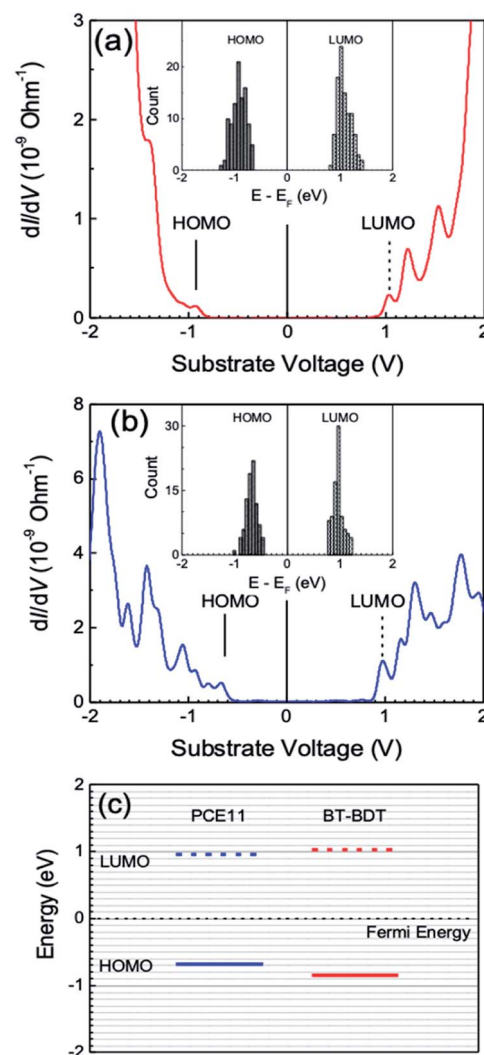 (a)
HOMO LUMO
Count
20
10
0
-2 -1 0 1 2
E - E_F (eV)
HOMO LUMO
dI/dV (10⁻⁹ Ohm⁻¹)
3
2
1
0
-2 -1 0 1 2
Substrate Voltage (V)
(b)
HOMO LUMO
Count
30
15
0
-2 -1 0 1 2
E - E_F (eV)
HOMO LUMO
dI/dV (10⁻⁹ Ohm⁻¹)
8
6
4
2
0
-2 -1 0 1 2
Substrate Voltage (V)
(c)
PCE11 BT-BDT
LUMO
Fermi Energy
HOMO
Energy (eV)
2
1
0
-1
-2